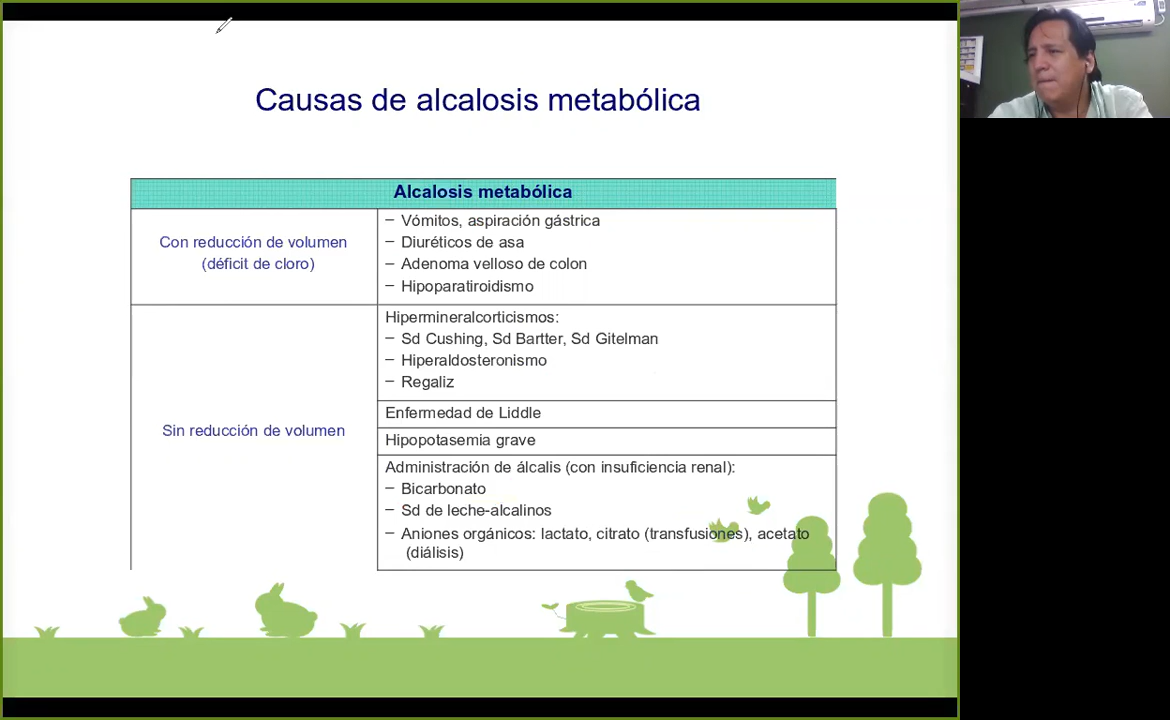 Causas de alcalosis metabólica
Alcalosis metabólica
Con reducción de volumen
(déficit de cloro)
– Vómitos, aspiración gástrica
– Diuréticos de asa
– Adenoma velloso de colon
– Hipoparatiroidismo
Sin reducción de volumen
Hipermineralcorticismos:
– Sd Cushing, Sd Bartter, Sd Gitelman
– Hiperaldosteronismo
– Regaliz
Enfermedad de Liddle
Hipopotasemia grave
Administración de álcalis (con insuficiencia renal):
– Bicarbonato
– Sd de leche-alcalinos
– Aniones orgánicos: lactato, citrato (transfusiones), acetato
(diálisis)